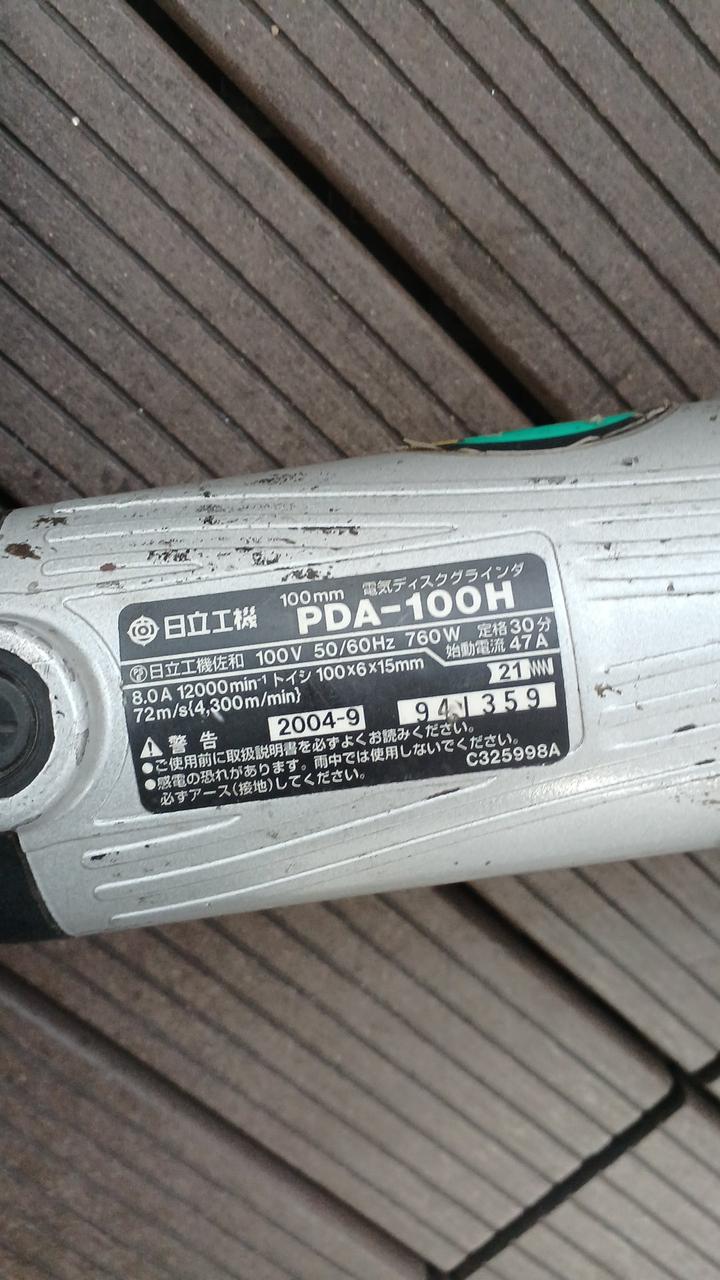 100mm 電気ディスクグラインダ
日立工機 PDA-100H
日立工機佐和 100V 50/60Hz 760W 定格30分
始動電流 47A
8.0A 12000min-1 トイシ 100×6×15mm
72m/s{4,300m/min}
21
2004-9
警告
●ご使用前に取扱説明書を必ずよくお読みください。
●感電の恐れがあります。雨中では使用しないでください。
必ずアース(接地)してください。
C325998A